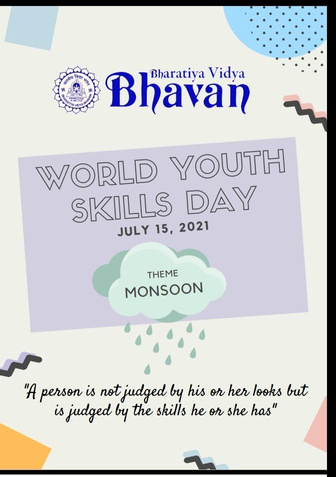 Bharatiya Vidya
Bhavan
WORLD YOUTH
SKILLS DAY
JULY 15, 2021
THEME
MONSOON
"A person is not judged by his or her looks but
is judged by the skills he or she has"